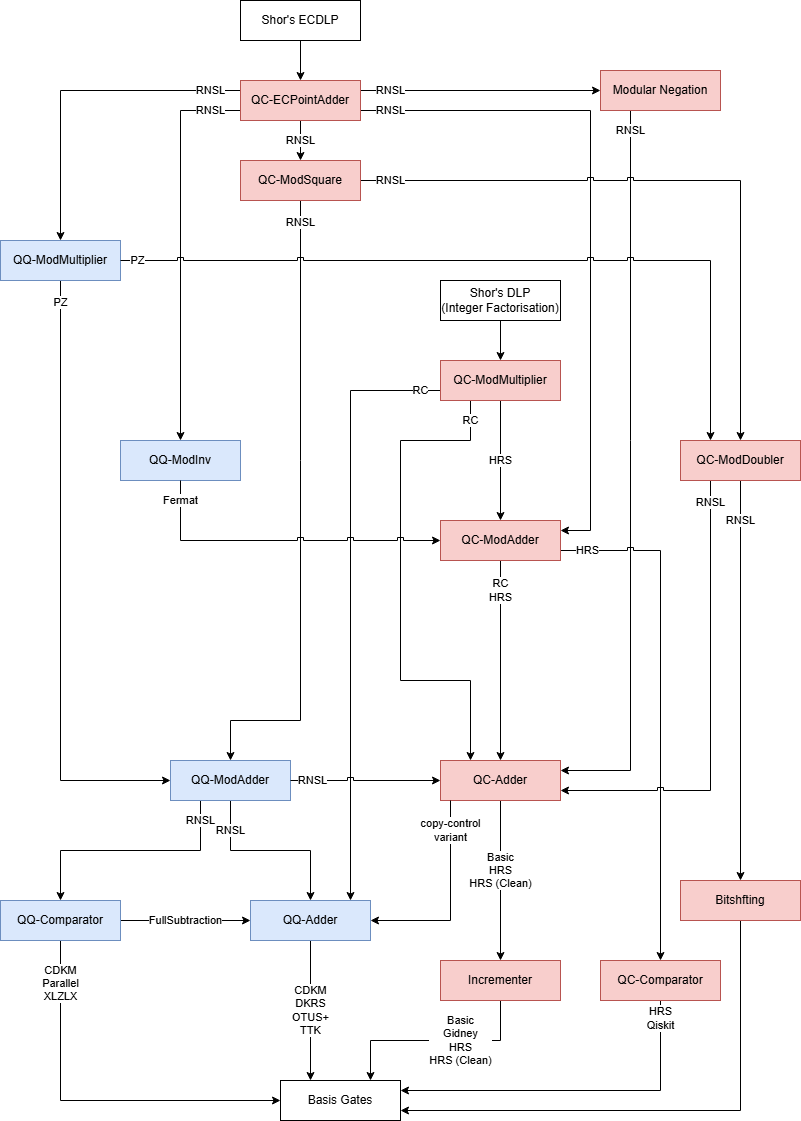 Shor's ECDLP
RNSL
QC-ECPointAdder
RNSL
Modular Negation
RNSL
RNSL
RNSL
RNSL
QC-ModSquare
RNSL
RNSL
QQ-ModMultiplier
PZ
PZ
Shor's DLP
(Integer Factorisation)
QC-ModMultiplier
RC
RC
HRS
QQ-ModInv
QC-ModDoubler
Fermat
RNSL
RNSL
QC-ModAdder
HRS
RC
HRS
QQ-ModAdder
RNSL
QC-Adder
RNSL
RNSL
copy-control
variant
Basic
HRS
HRS (Clean)
Bitshfting
QQ-Comparator
FullSubtraction
QQ-Adder
CDKM
Parallel
XLZLX
CDKM
DKRS
OTUS+
TTK
Incrementer
QC-Comparator
HRS
Qiskit
Basic
Gidney
HRS
HRS (Clean)
Basis Gates